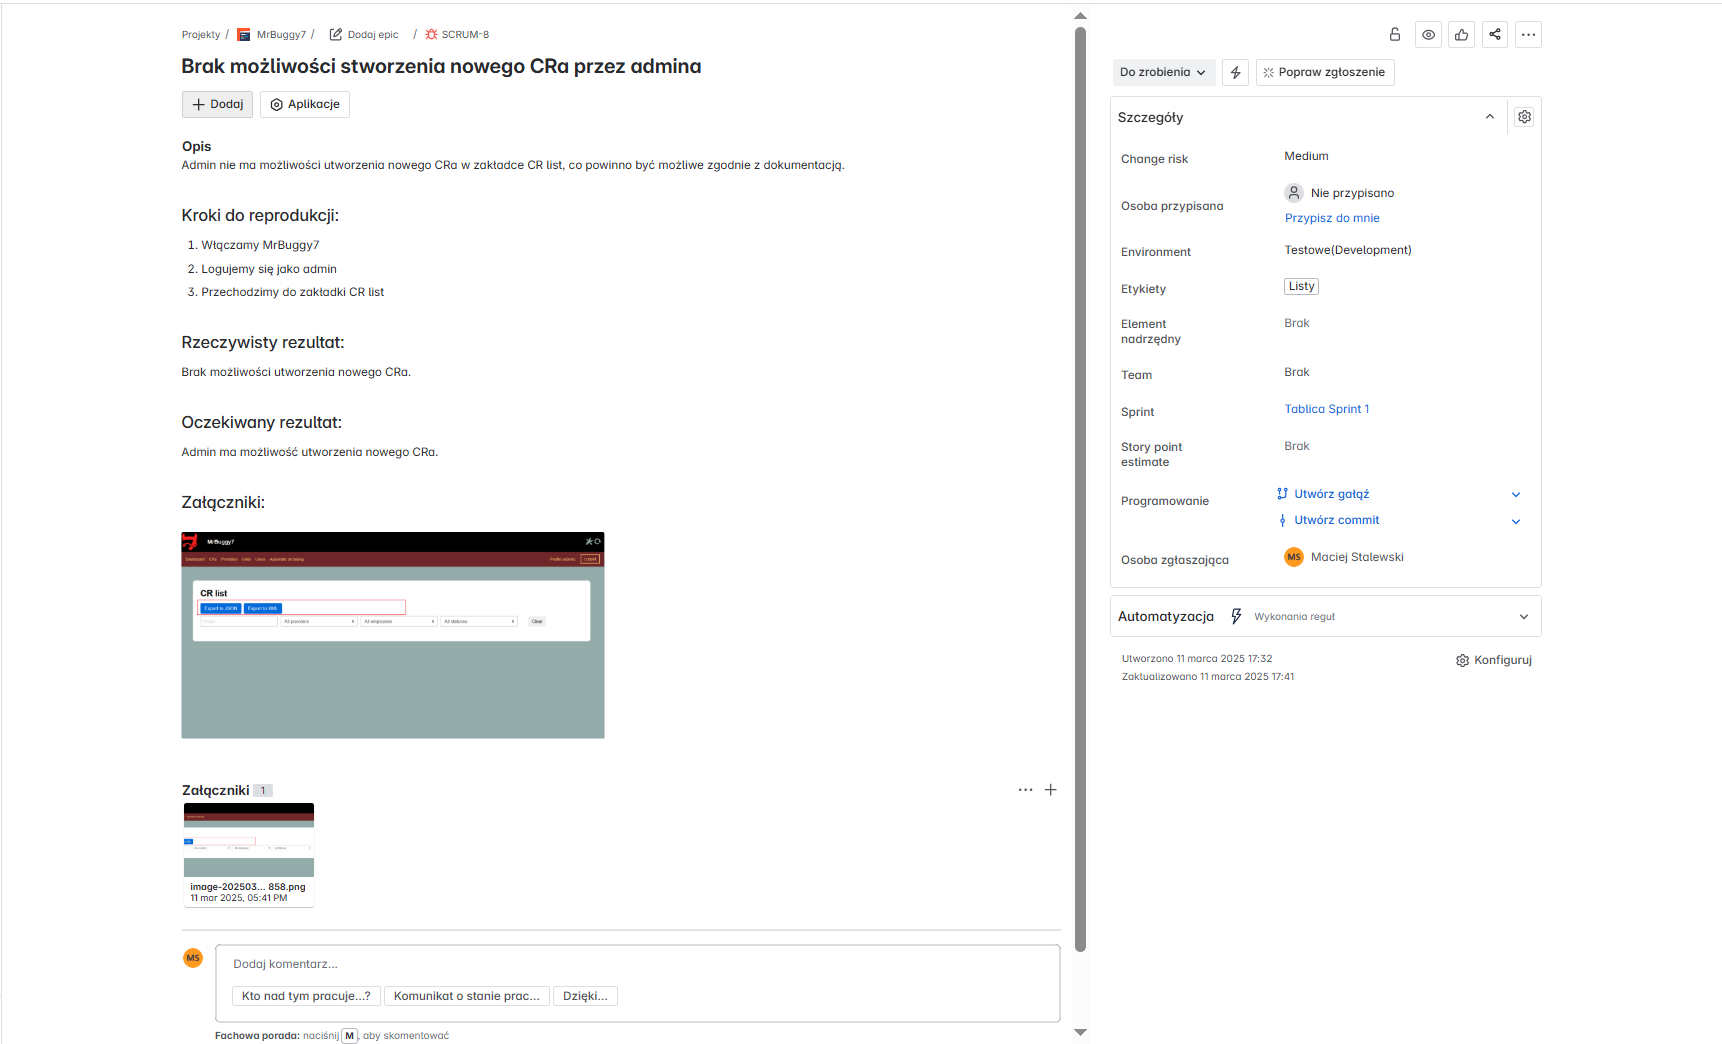 Projekty / MrBuggy7 / Dodaj epic / SCRUM-8
Brak możliwości stworzenia nowego CRa przez admina
Dodaj Aplikacje
Opis
Admin nie ma możliwości utworzenia nowego CRa w zakładce CR list, co powinno być możliwe zgodnie z dokumentacją.
Kroki do reprodukcji:
1. Włączamy MrBuggy7
2. Logujemy się jako admin
3. Przechodzimy do zakładki CR list
Rzeczywisty rezultat:
Brak możliwości utworzenia nowego CRa.
Oczekiwany rezultat:
Admin ma możliwość utworzenia nowego CRa.
Załączniki:
MrBuggy7
Dashboard CRs Providers Units Users Automatic archiving Logout
CR list
Export to JSON Export to XML
All providers All employees All statuses Clear
Załączniki 1
image-202503... 858.png
11 mar 2025, 05:41 PM
MS
Dodaj komentarz...
Kto nad tym pracuje...? Komunikat o stanie prac... Dzięki...
Fachowa porada: naciśnij M, aby skomentować
Do zrobienia Popraw zgłoszenie
Szczegóły
Change risk Medium
Osoba przypisana Nie przypisano
Przypisz do mnie
Environment Testowe(Development)
Etykiety Listy
Element nadrzędny Brak
Team Brak
Sprint Tablica Sprint 1
Story point estimate Brak
Programowanie Utwórz gałąź
Utwórz commit
Osoba zgłaszająca MS Maciej Stalewski
Automatyzacja Wykonania reguł
Utworzono 11 marca 2025 17:32
Konfiguruj
Zaktualizowano 11 marca 2025 17:41